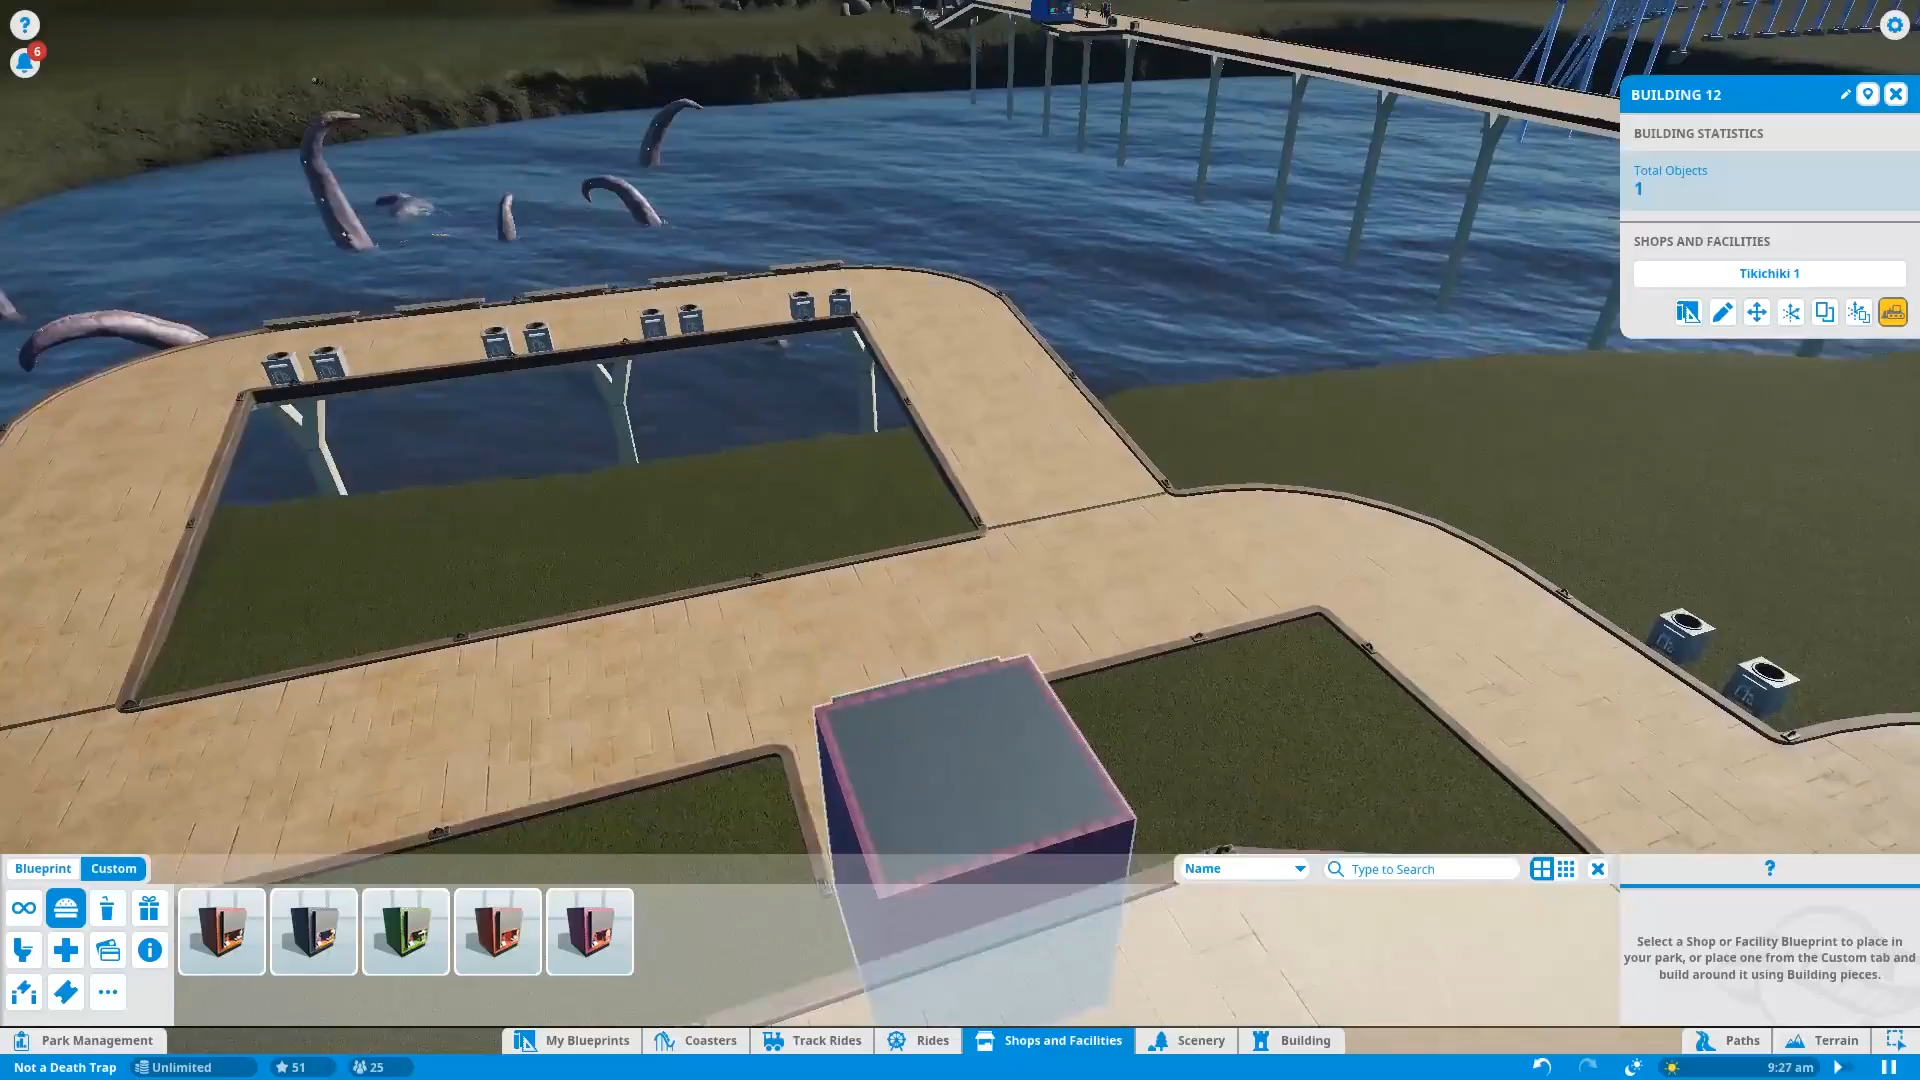 ?
6
BUILDING 12
BUILDING STATISTICS
Total Objects
1
SHOPS AND FACILITIES
Tikichiki 1
Blueprint
Custom
Name
Type to Search
?
Select a Shop or Facility Blueprint to place in
your park, or place one from the Custom tab and
build around it using Building pieces.
Park Management
My Blueprints
Coasters
Track Rides
Rides
Shops and Facilities
Scenery
Building
Paths
Terrain
Not a Death Trap
Unlimited
51
25
9:27 am